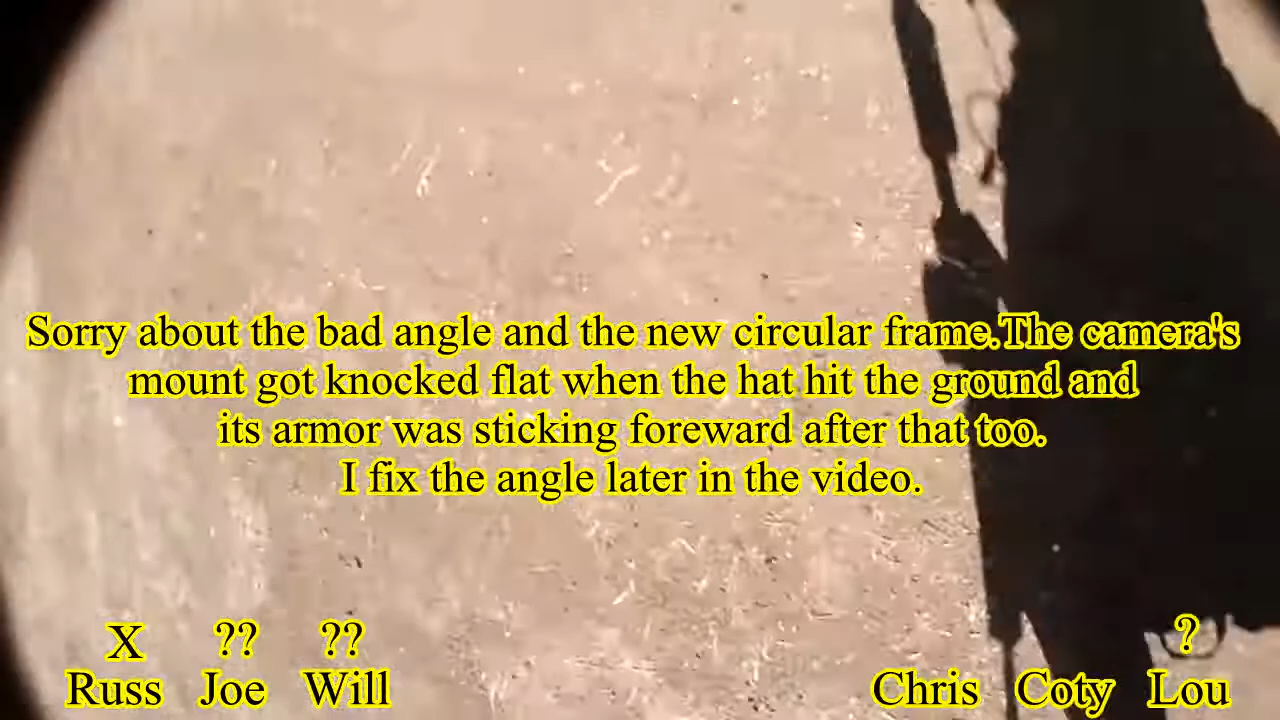 Sorry about the bad angle and the new circular frame.The camera's
mount got knocked flat when the hat hit the ground and
its armor was sticking foreward after that too.
I fix the angle later in the video.
X ?? ?? ?
Russ Joe Will Chris Coty Lou